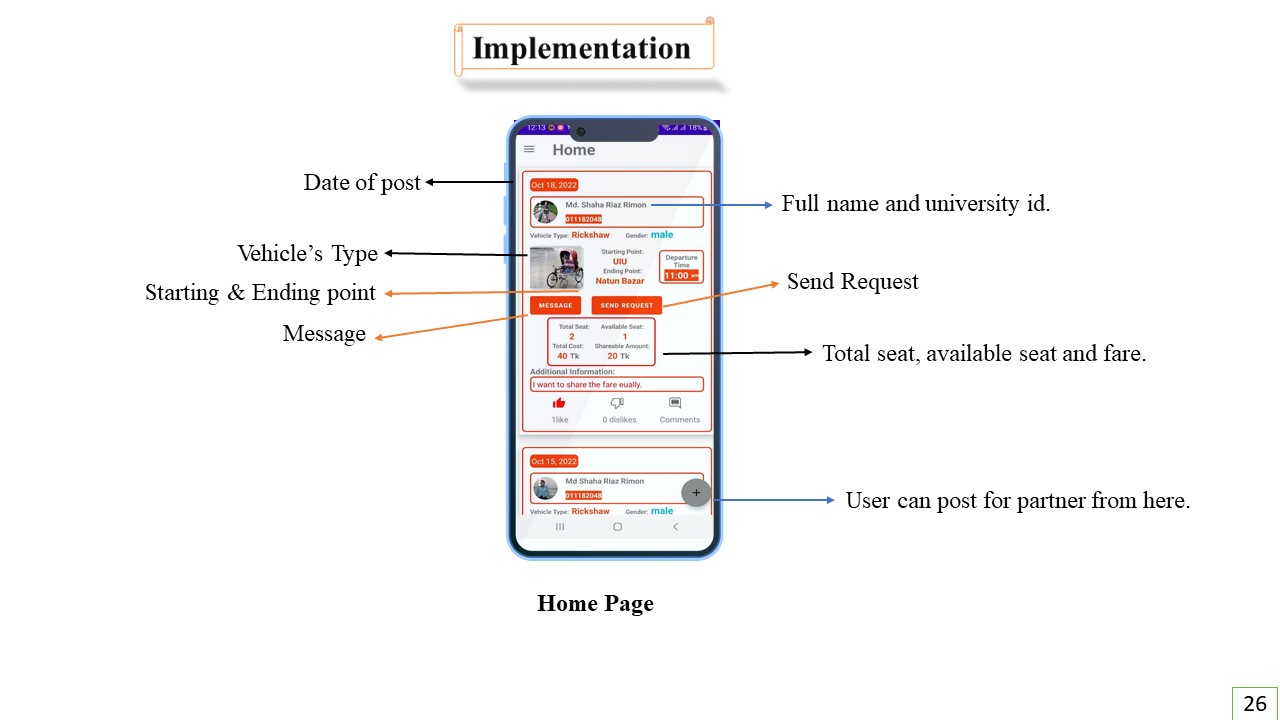 Implementation
12:13
18%
Home
Date of post
Oct 18, 2022
Md. Shaha Riaz Rimon
011182048
Full name and university id.
Vehicle Type: Rickshaw Gender: male
Vehicle's Type
Starting Point:
UIU
Ending Point:
Natun Bazar
Departure
Time
11:00 am
Starting & Ending point
Send Request
MESSAGE
SEND REQUEST
Message
Total Seat: Available Seat:
2 1
Total Cost: Shareable Amount:
40 Tk 20 Tk
Total seat, available seat and fare.
Additional Information:
I want to share the fare eually.
1like 0 dislikes Comments
Oct 15, 2022
Md Shaha Riaz Rimon
011182048
+
User can post for partner from here.
Vehicle Type: Rickshaw Gender: male
Home Page
26